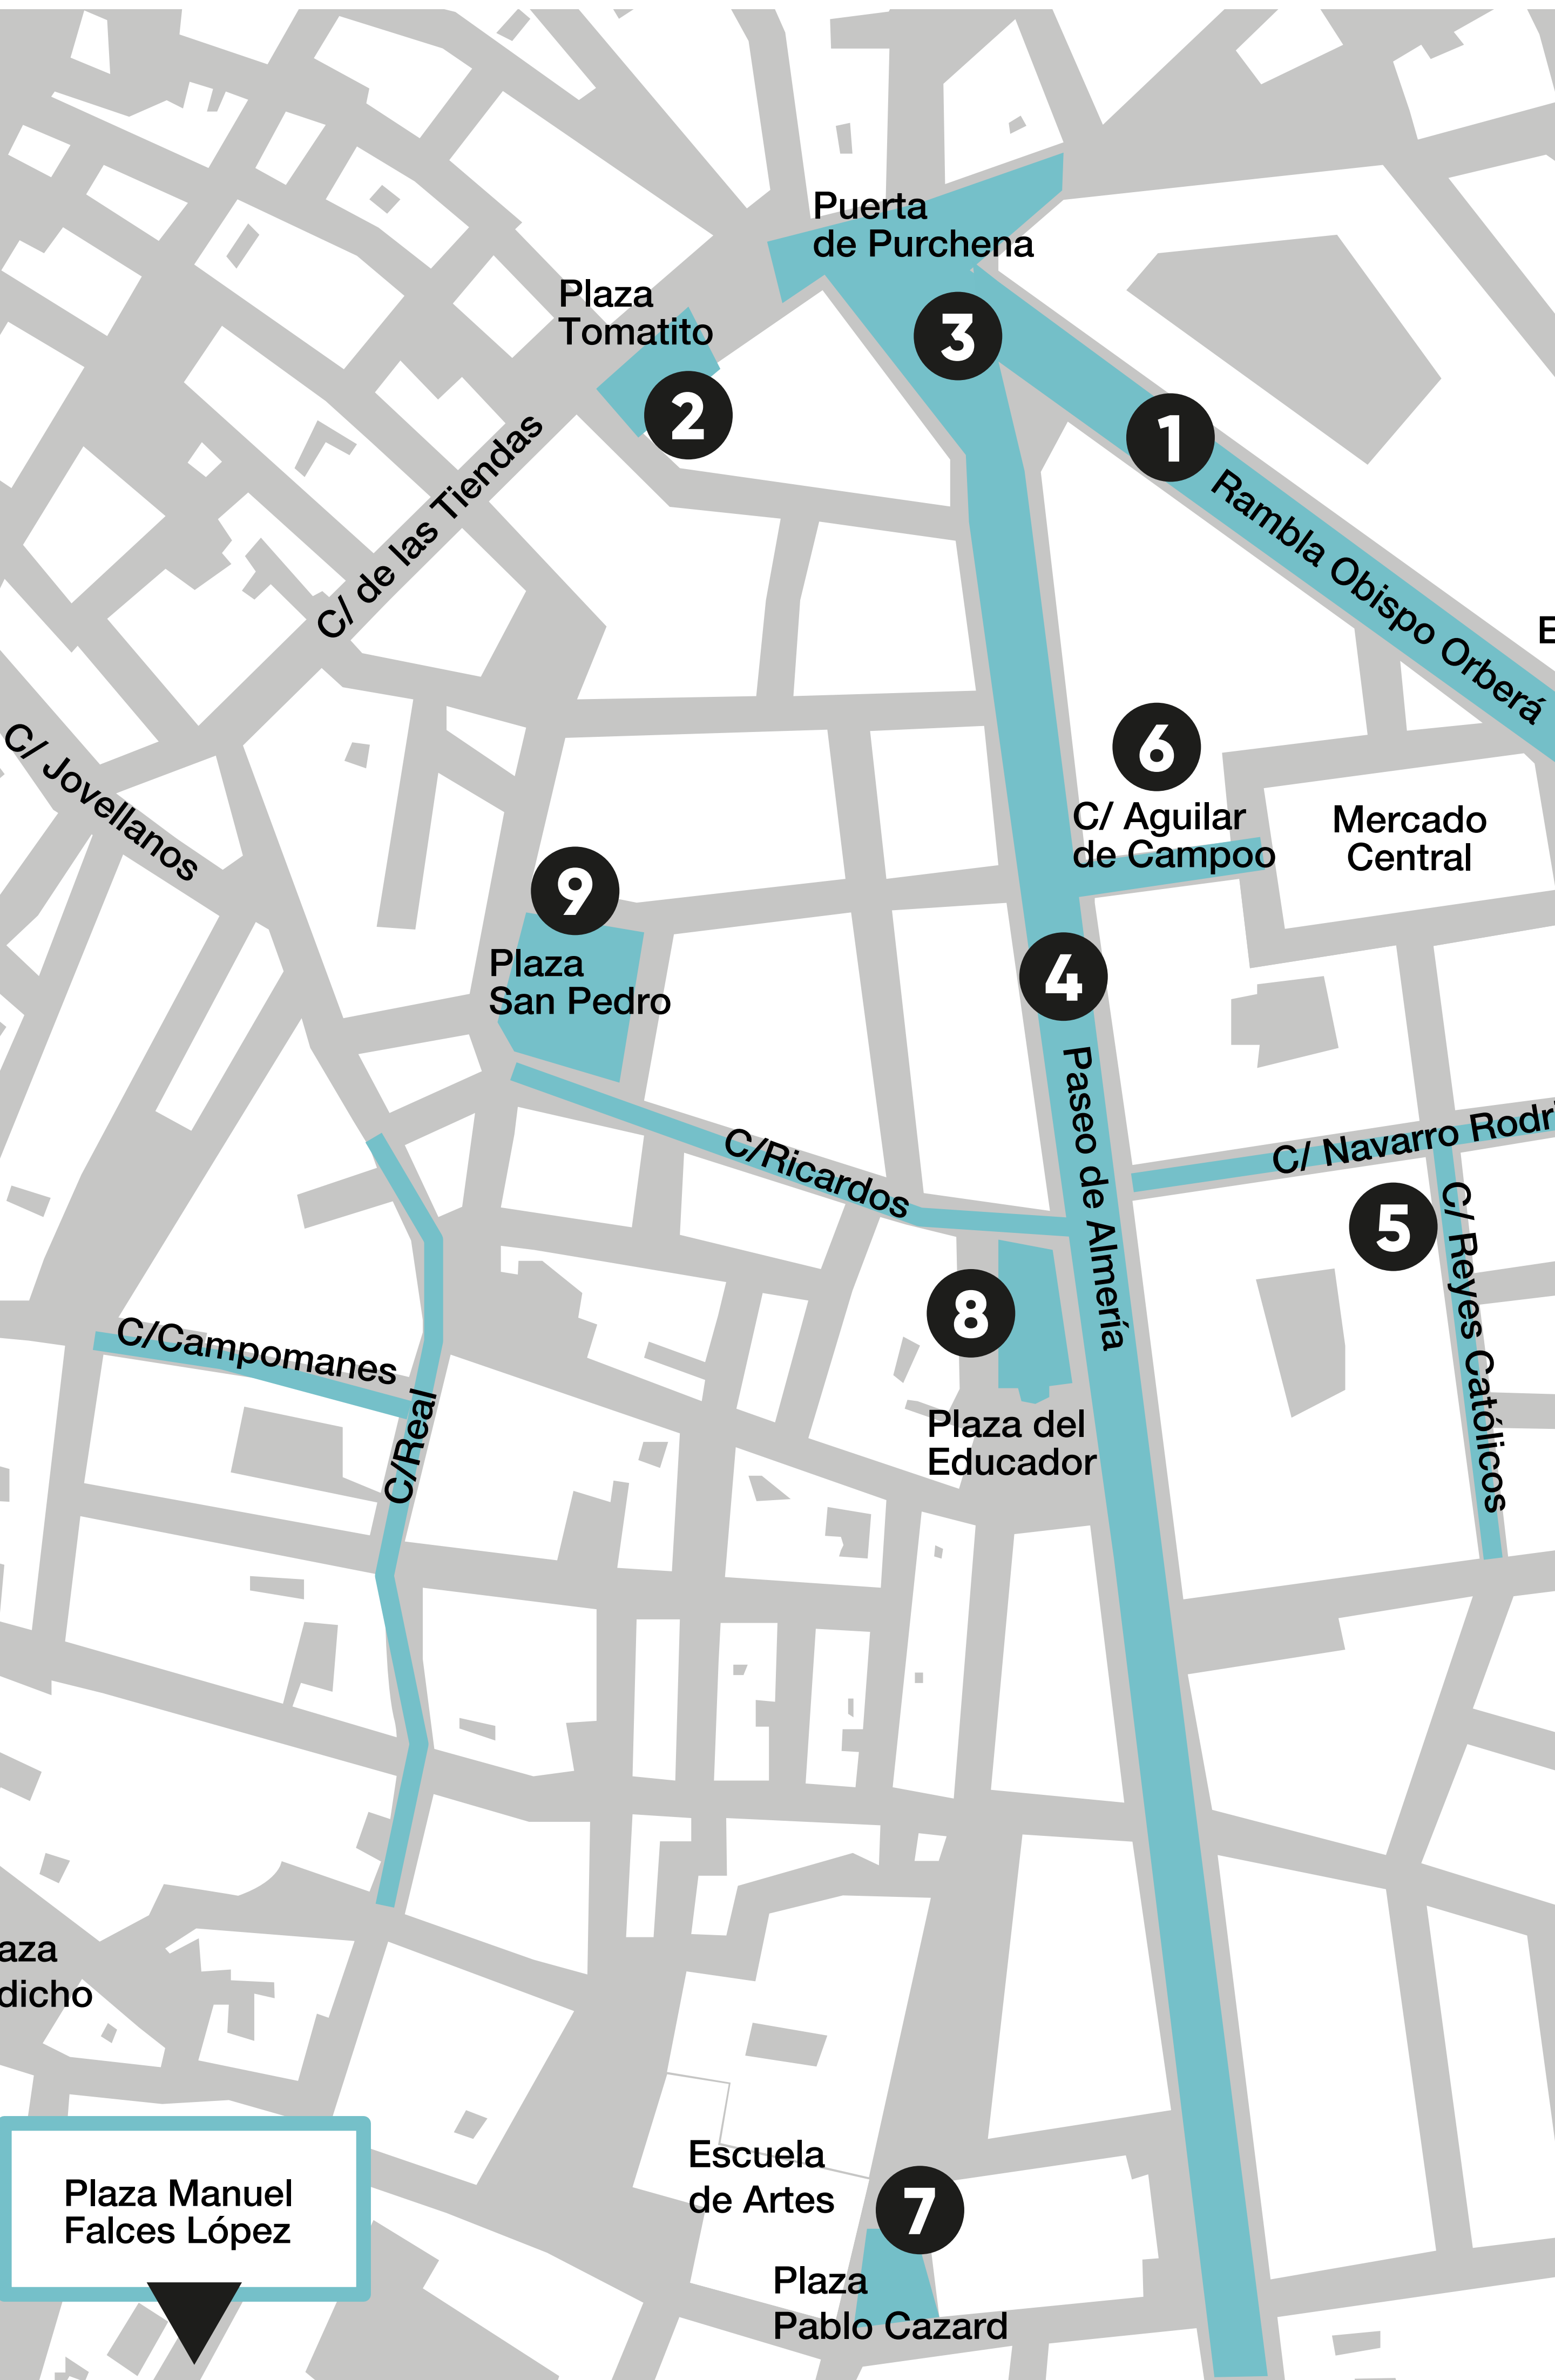 Puerta
de Purchena
Plaza
Tomatito
3
2
1
C/ de las Tiendas
Rambla Obispo Orberá
E
C/ Jovellanos
6
C/ Aguilar
de Campoo
Mercado
Central
9
Plaza
San Pedro
4
Paseo de Almería
C/Ricardos
C/ Navarro Rodr
5
C/ Reyes Católicos
8
Plaza del
Educador
C/Campomanes
C/Real
aza
dicho
Plaza Manuel
Falces López
Escuela
de Artes
7
Plaza
Pablo Cazard